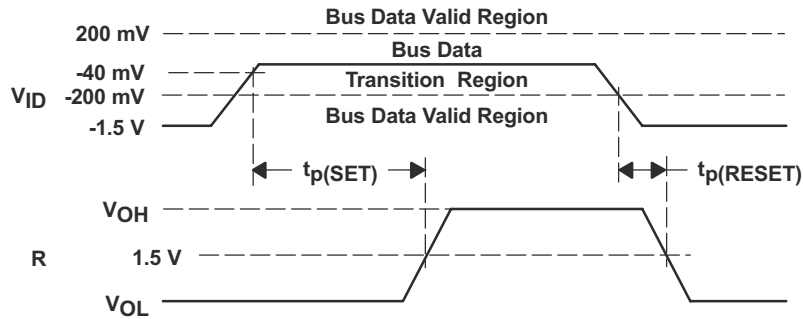 Bus Data Valid Region
200 mV
Bus Data
-40 mV
Transition Region
VID
-200 mV
Bus Data Valid Region
-1.5 V
tp(SET)
tp(RESET)
VOH
R
1.5 V
VOL